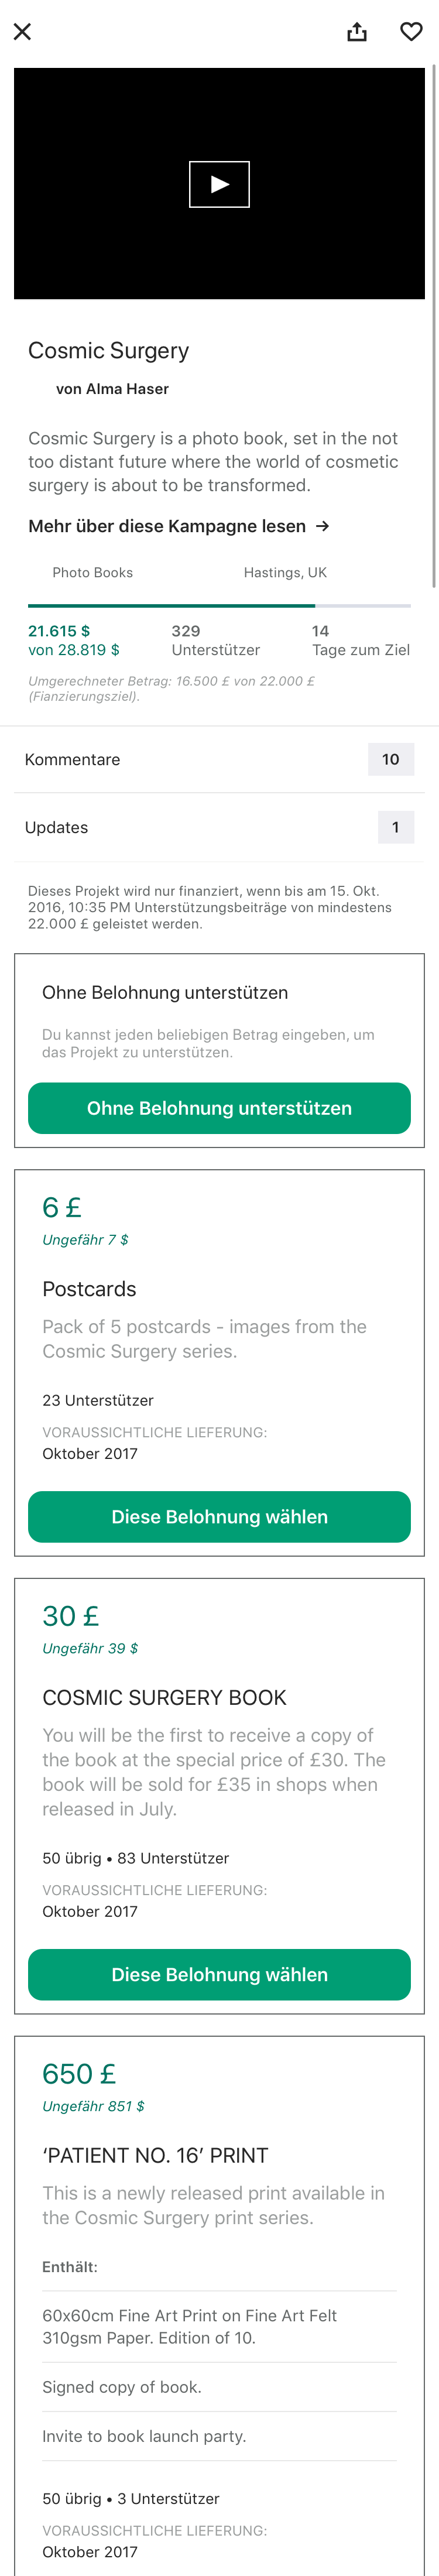 Cosmic Surgery
von Alma Haser
Cosmic Surgery is a photo book, set in the not
too distant future where the world of cosmetic
surgery is about to be transformed.
Mehr über diese Kampagne lesen →
Photo Books
Hastings, UK
21.615 $
von 28.819 $
329
Unterstützer
14
Tage zum Ziel
Umgerechneter Betrag: 16.500 £ von 22.000 £
(Fianzierungsziel).
Kommentare
10
Updates
1
Dieses Projekt wird nur finanziert, wenn bis am 15. Okt.
2016, 10:35 PM Unterstützungsbeiträge von mindestens
22.000 £ geleistet werden.
Ohne Belohnung unterstützen
Du kannst jeden beliebigen Betrag eingeben, um
das Projekt zu unterstützen.
Ohne Belohnung unterstützen
6 £
Ungefähr 7 $
Postcards
Pack of 5 postcards - images from the
Cosmic Surgery series.
23 Unterstützer
VORAUSSICHTLICHE LIEFERUNG:
Oktober 2017
Diese Belohnung wählen
30 £
Ungefähr 39 $
COSMIC SURGERY BOOK
You will be the first to receive a copy of
the book at the special price of £30. The
book will be sold for £35 in shops when
released in July.
50 übrig • 83 Unterstützer
VORAUSSICHTLICHE LIEFERUNG:
Oktober 2017
Diese Belohnung wählen
650 £
Ungefähr 851 $
‘PATIENT NO. 16’ PRINT
This is a newly released print available in
the Cosmic Surgery print series.
Enthält:
60x60cm Fine Art Print on Fine Art Felt
310gsm Paper. Edition of 10.
Signed copy of book.
Invite to book launch party.
50 übrig • 3 Unterstützer
VORAUSSICHTLICHE LIEFERUNG:
Oktober 2017